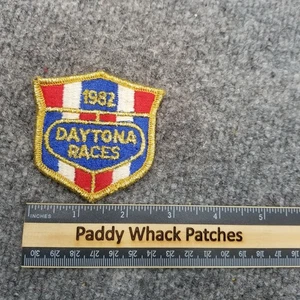 1982
DAYTONA
RACES
INCHES 1 2 3 4 5
Paddy Whack Patches